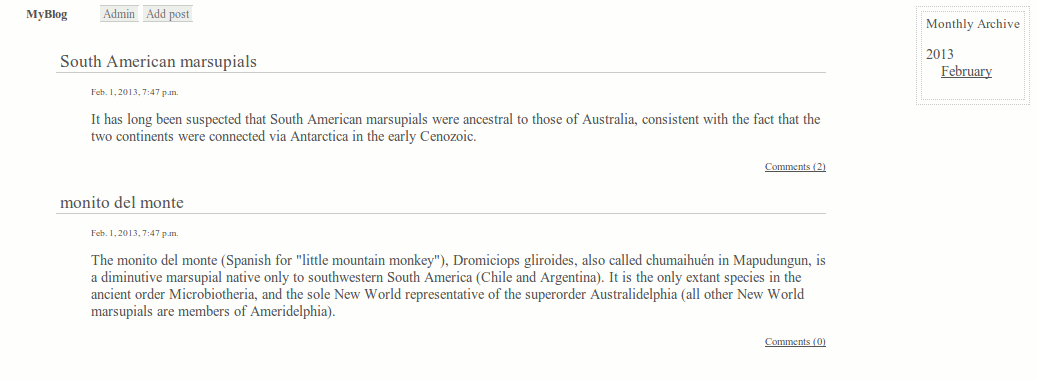 MyBlog Admin Add post
Monthly Archive
2013
February
South American marsupials
Feb. 1, 2013, 7:47 p.m.
It has long been suspected that South American marsupials were ancestral to those of Australia, consistent with the fact that the
two continents were connected via Antarctica in the early Cenozoic.
Comments (2)
monito del monte
Feb. 1, 2013, 7:47 p.m.
The monito del monte (Spanish for "little mountain monkey"), Dromiciops gliroides, also called chumaihuén in Mapudungun, is
a diminutive marsupial native only to southwestern South America (Chile and Argentina). It is the only extant species in the
ancient order Microbiotheria, and the sole New World representative of the superorder Australidelphia (all other New World
marsupials are members of Ameridelphia).
Comments (0)